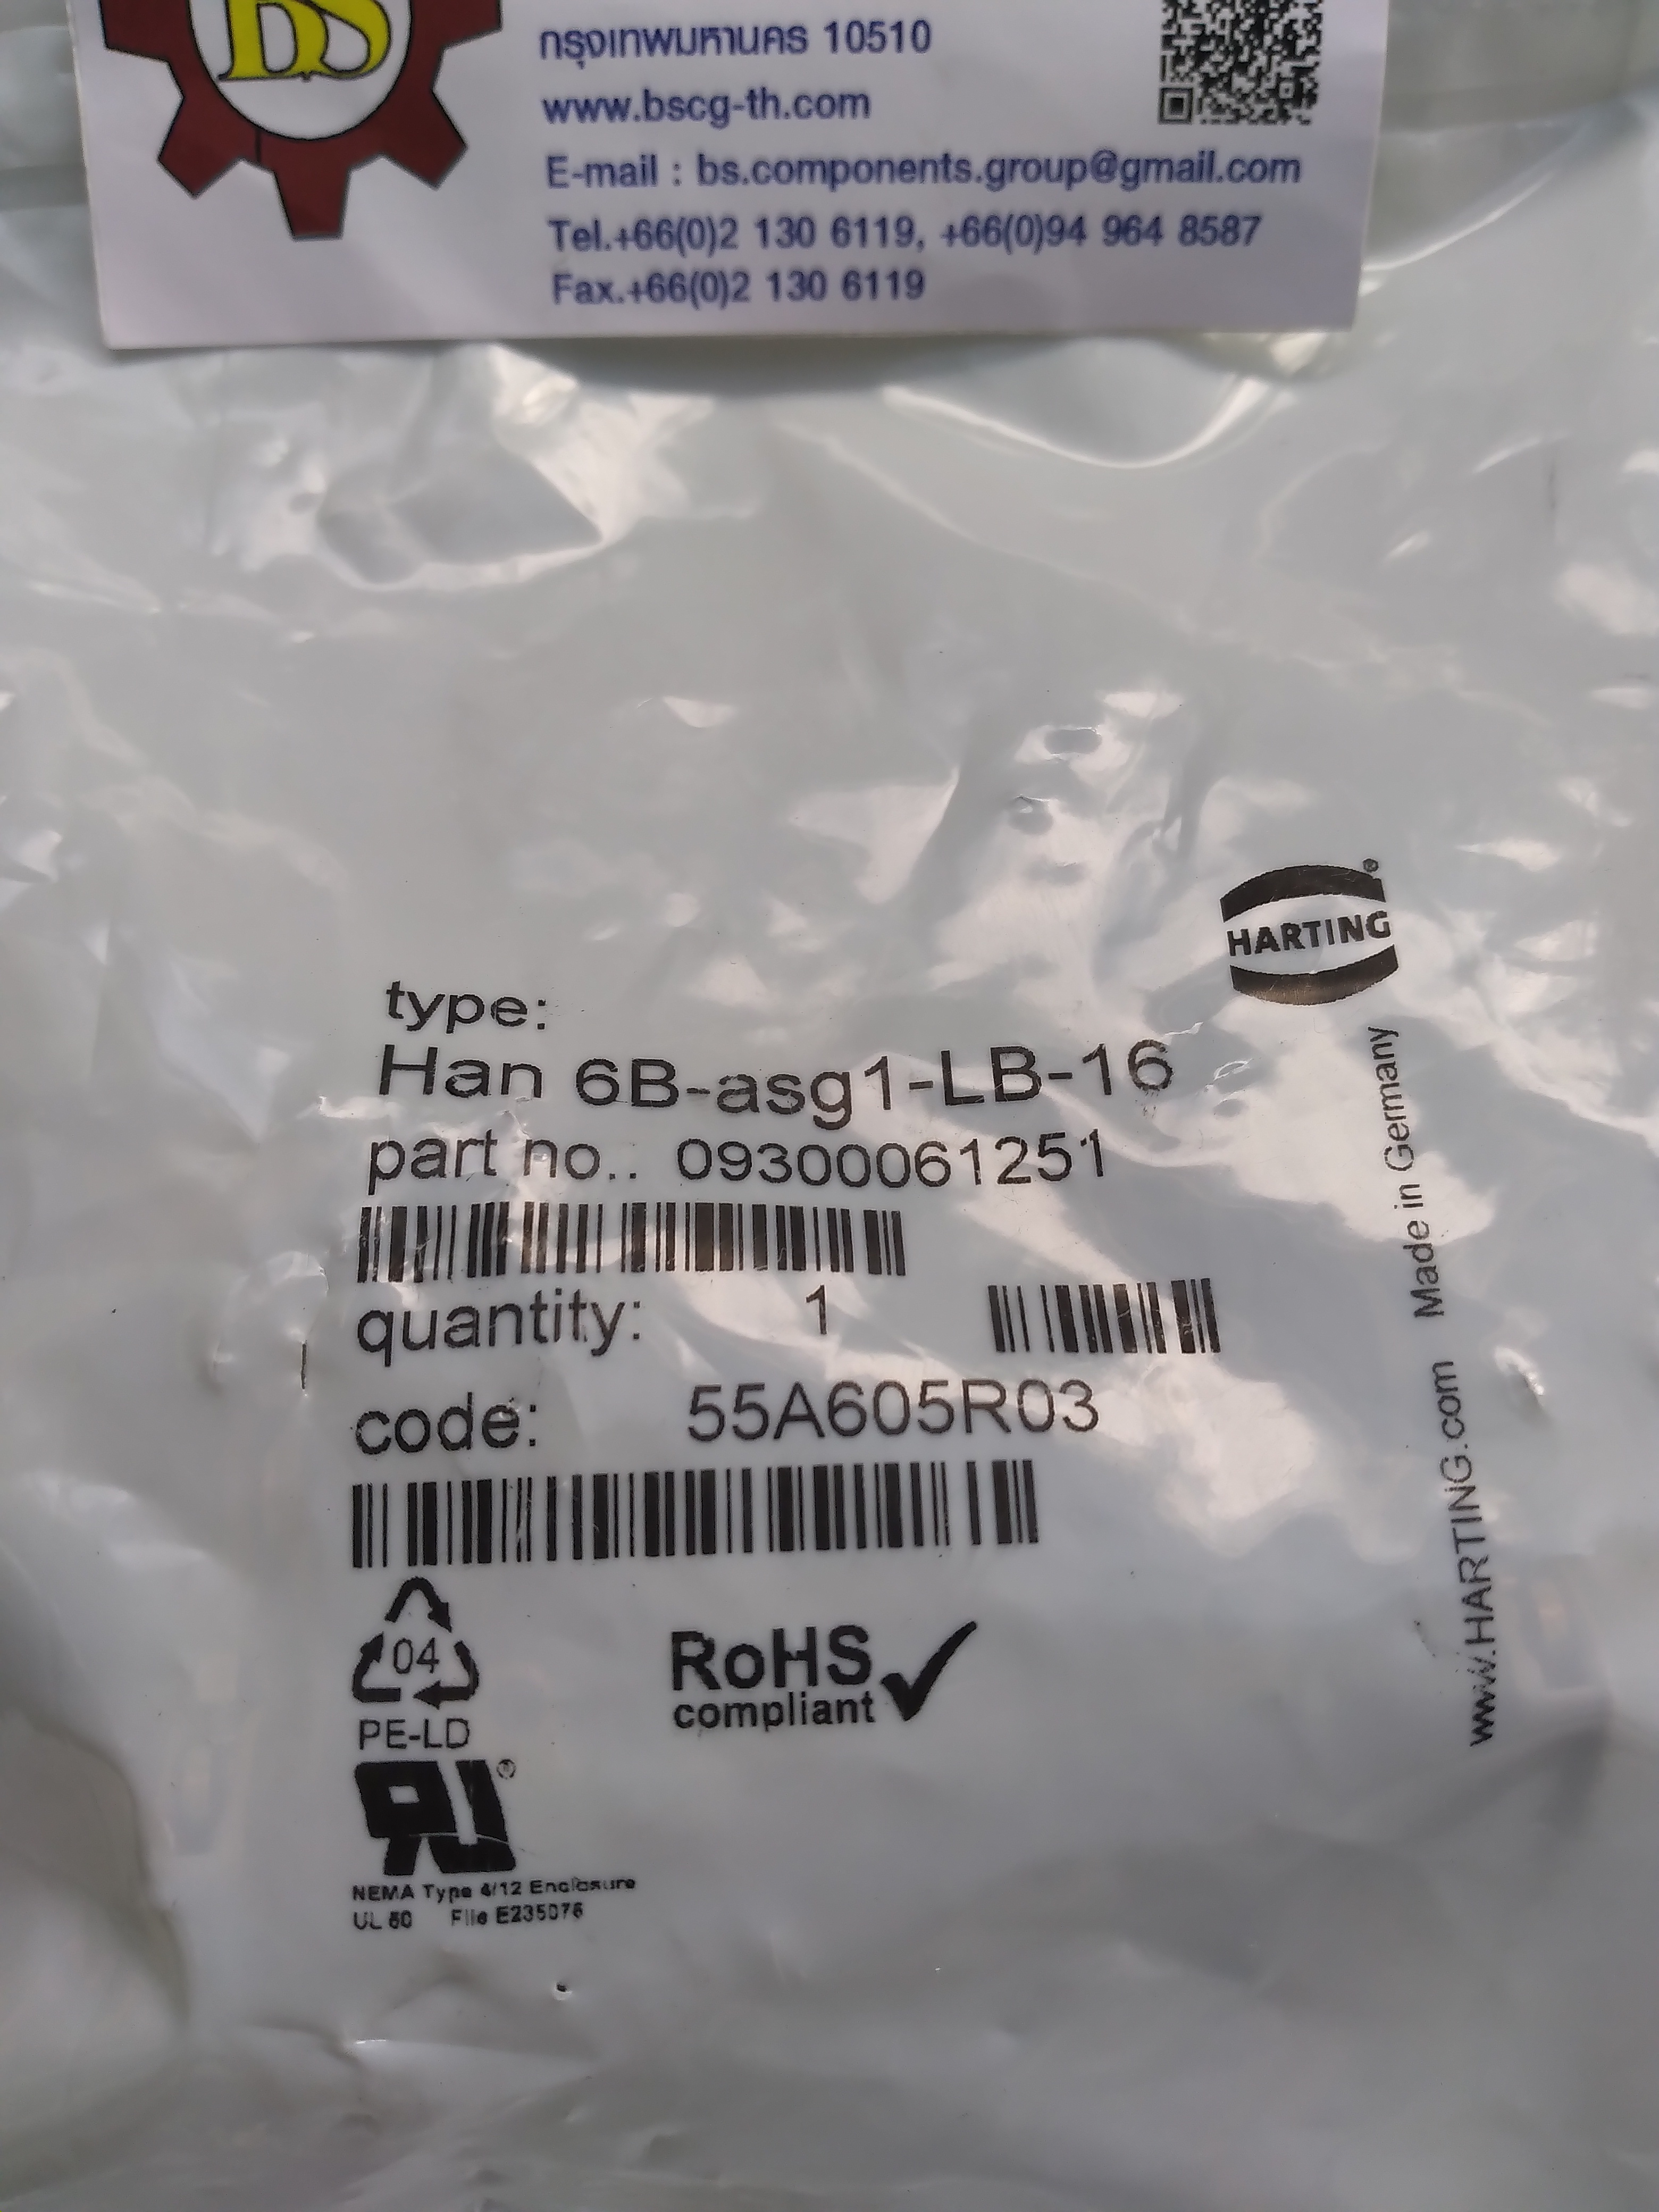 BS
กรุงเทพมหานคร 10510
www.bscg-th.com
E-mail : bs.components.group@gmail.com
Tel.+66(0)2 130 6119, +66(0)94 964 8587
Fax.+66(0)2 130 6119
HARTING®
type:
Han 6B-asg1-LB-16
part no.. 09300061251
quantity: 1
code: 55A605R03
04
PE-LD
RoHS
compliant
®
NEMA Type 4/12 Enclosure
UL 50 File E235076
www.HARTING.com Made in Germany